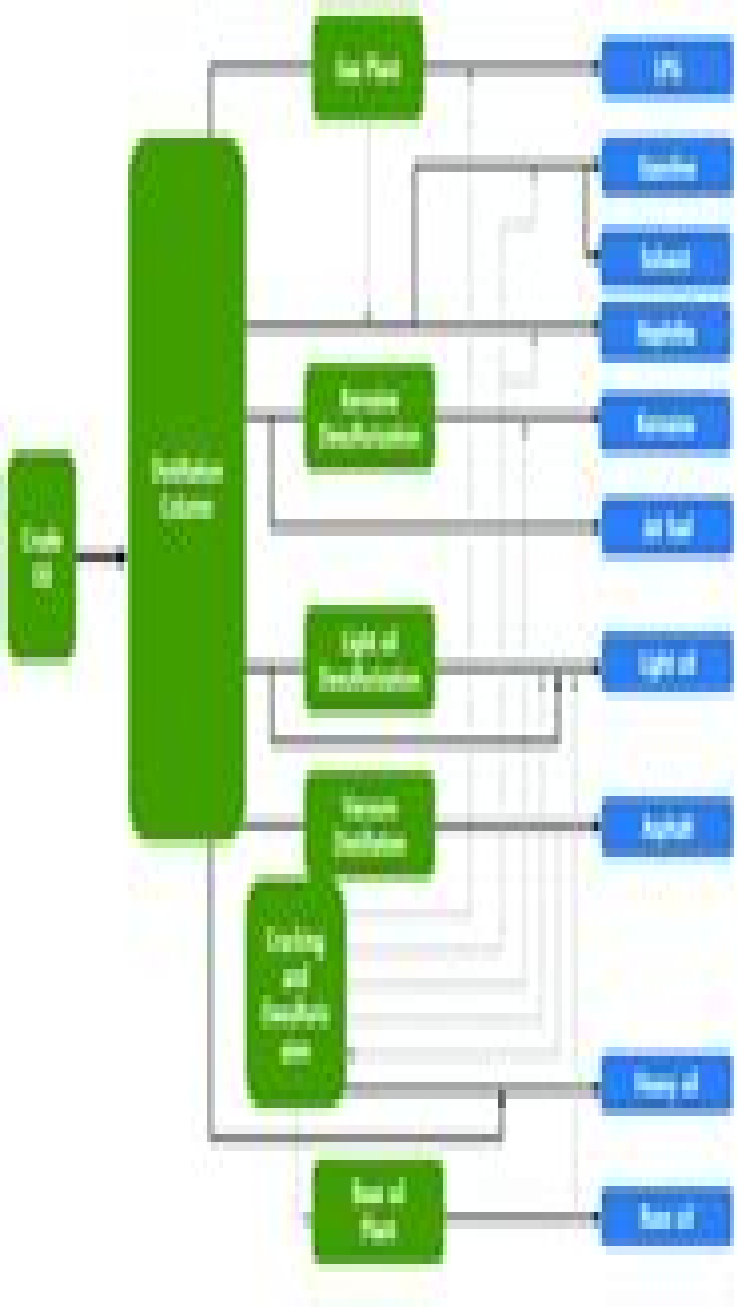 Gas Plant
LPG
Gasoline
Solvent
Naphtha
Kerosene
Desulfurization
Kerosene
Distillation
Column
Crude
Oil
Jet fuel
Light oil
Desulfurization
Light oil
Vacuum
Distillation
Asphalt
Cracking
and
Heavy oil
Base oil
Plant
Base oil